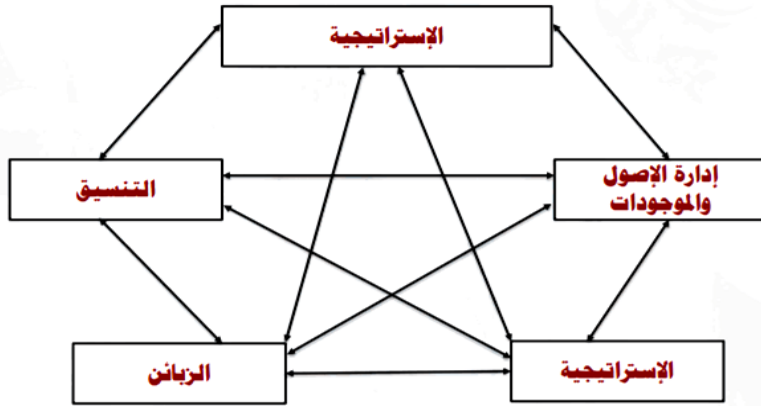 الإستراتيجية
التنسيق
إدارة الإصول
والموجودات
الزبائن
الإستراتيجية